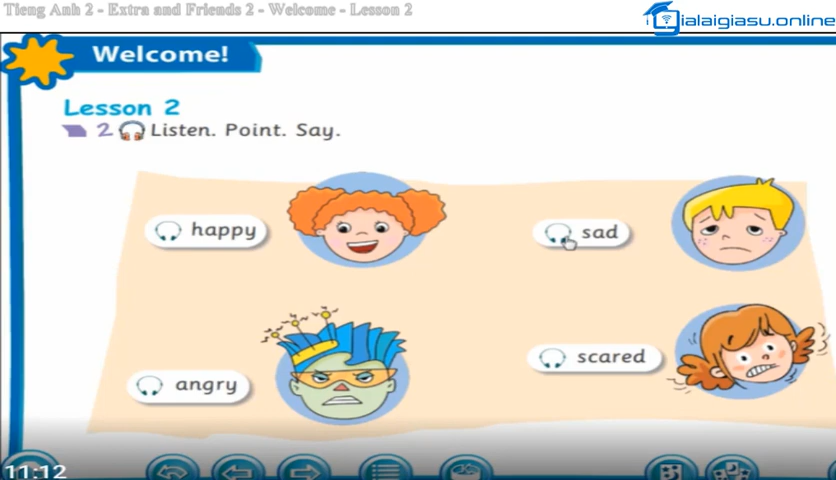 Tieng Anh 2 - Extra and Friends 2 - Welcome - Lesson 2
Gialaigiasu.online
Welcome!
Lesson 2
2 Listen. Point. Say.
happy
sad
angry
scared
11:12